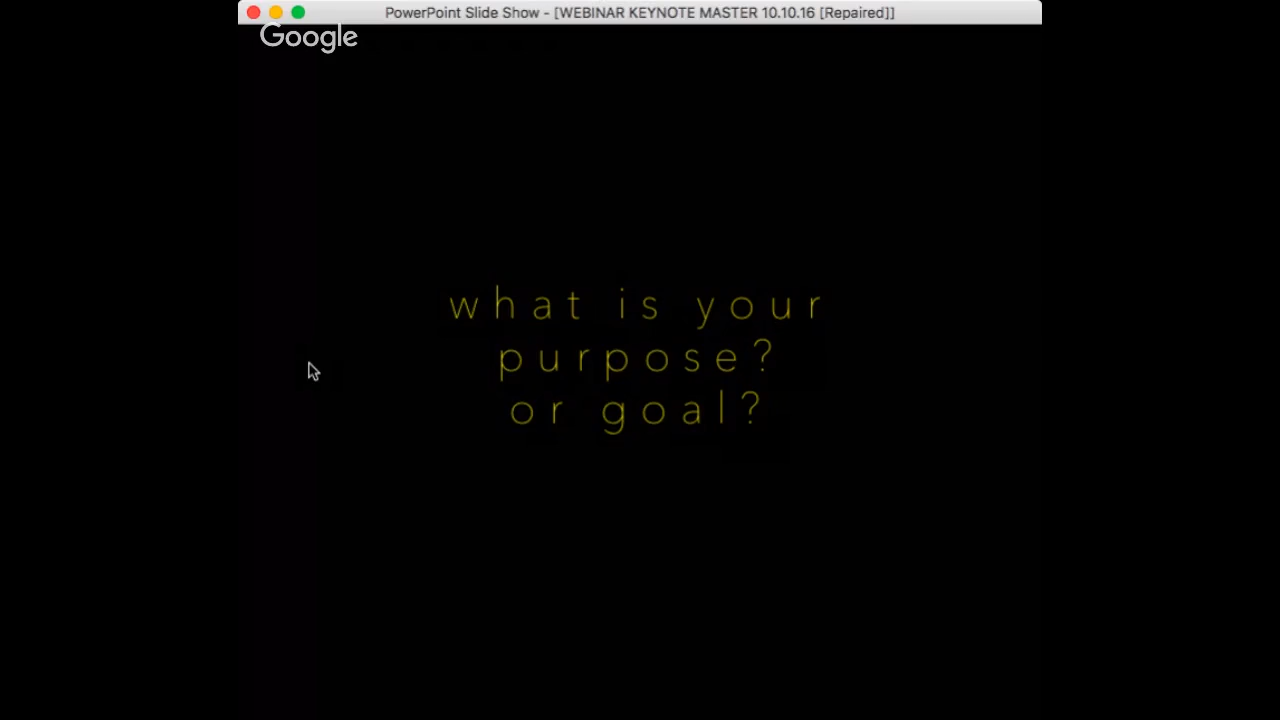 PowerPoint Slide Show - [WEBINAR KEYNOTE MASTER 10.10.16 [Repaired]]
Google
what is your
purpose?
or goal?